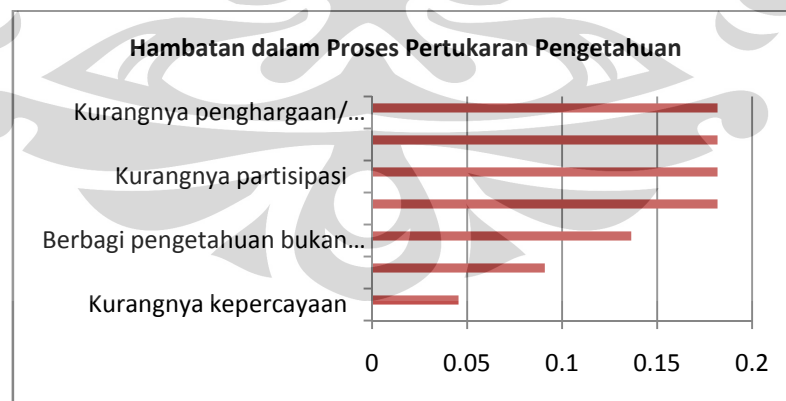 Hambatan dalam Proses Pertukaran Pengetahuan
Kurangnya penghargaan/...
Kurangnya partisipasi
Berbagi pengetahuan bukan...
Kurangnya kepercayaan
0 0.05 0.1 0.15 0.2